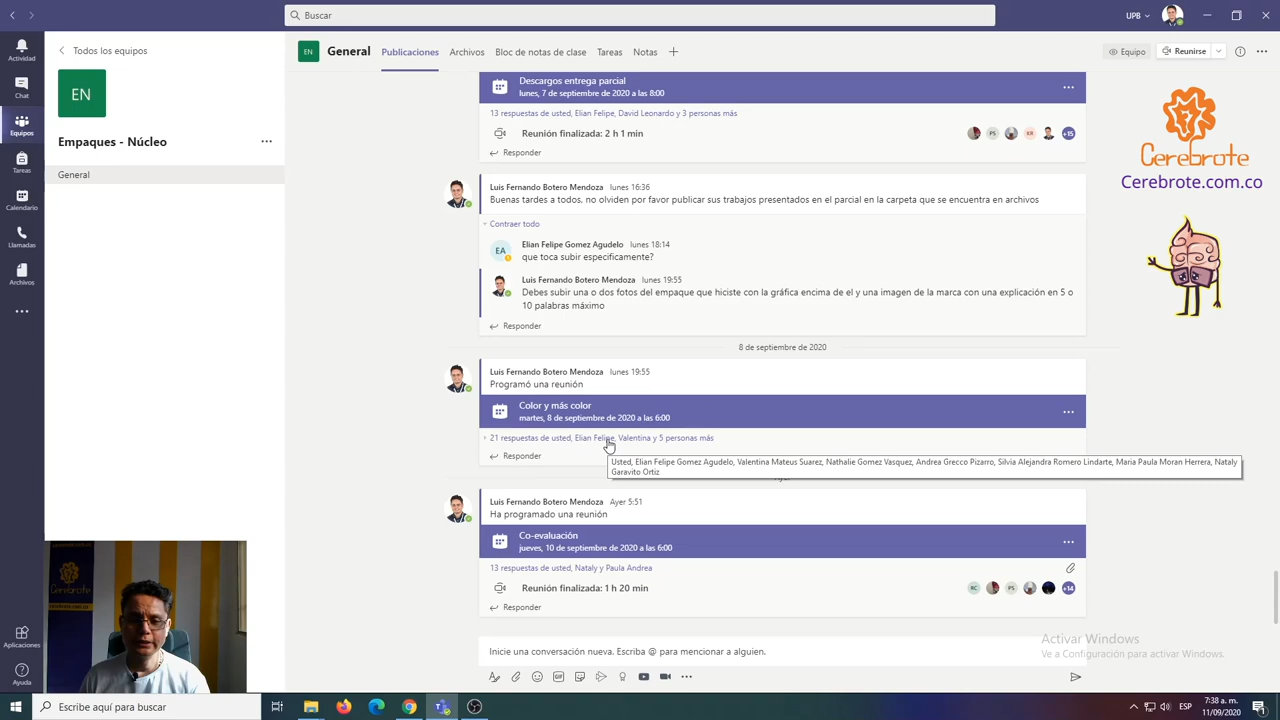 Buscar
UPB
Actividad
Chat
Equipos
Tareas
Calendario
Llamadas
Archivos
Aplicaciones
Ayuda
Todos los equipos
EN
Empaques - Núcleo
General
EN
General
Publicaciones
Archivos
Bloc de notas de clase
Tareas
Notas
Equipo
Reunirse
Descargos entrega parcial
lunes, 7 de septiembre de 2020 a las 8:00
13 respuestas de usted, Elian Felipe, David Leonardo y 3 personas más
Reunión finalizada: 2 h 1 min
PS
KR
+15
Responder
Luis Fernando Botero Mendoza lunes 16:36
Buenas tardes a todos, no olviden por favor publicar sus trabajos presentados en el parcial en la carpeta que se encuentra en archivos
Contraer todo
EA
Elian Felipe Gomez Agudelo lunes 18:14
que toca subir especificamente?
Luis Fernando Botero Mendoza lunes 19:55
Debes subir una o dos fotos del empaque que hiciste con la gráfica encima de el y una imagen de la marca con una explicación en 5 o
10 palabras máximo
Responder
8 de septiembre de 2020
Luis Fernando Botero Mendoza lunes 19:55
Programó una reunión
Color y más color
martes, 8 de septiembre de 2020 a las 6:00
21 respuestas de usted, Elian Felipe, Valentina y 5 personas más
Responder
Usted, Elian Felipe Gomez Agudelo, Valentina Mateus Suarez, Nathalie Gomez Vasquez, Andrea Grecco Pizarro, Silvia Alejandra Romero Lindarte, Maria Paula Moran Herrera, Nataly
Garavito Ortiz
Luis Fernando Botero Mendoza Ayer 5:51
Ha programado una reunión
Co-evaluación
jueves, 10 de septiembre de 2020 a las 6:00
13 respuestas de usted, Nataly y Paula Andrea
Reunión finalizada: 1 h 20 min
RC
PS
+14
Responder
Inicie una conversación nueva. Escriba @ para mencionar a alguien.
GIF
Cerebrote
Cerebrote.com.co
Activar Windows
Ve a Configuración para activar Windows.
Cerebrote
Escribe aquí para buscar
ESP
7:38 a. m.
11/09/2020